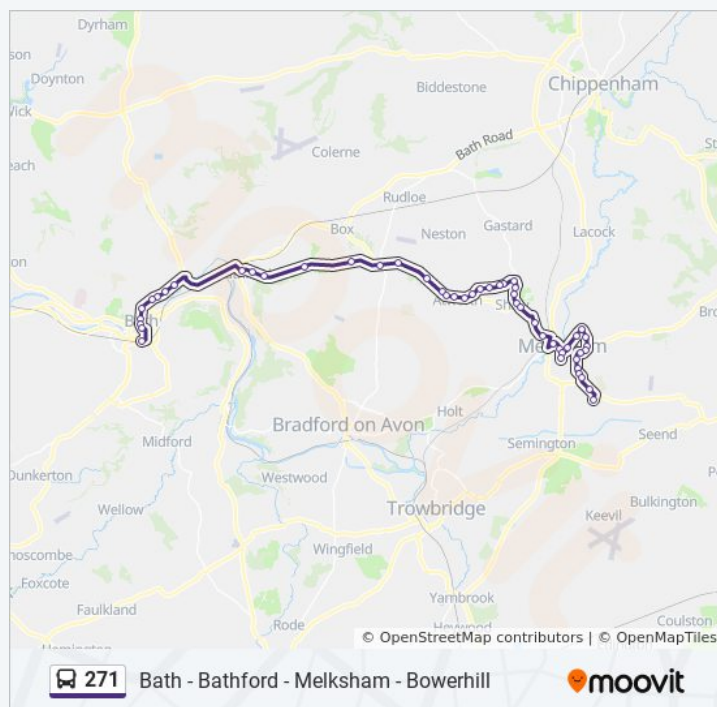 Dyrham
Doynton
Biddestone
Chippenham
Bath Road
Colerne
Rudloe
Box
Neston
Gastard
Lacock
Holt
Bradford on Avon
Semington
Seend
Midford
Westwood
Dunkerton
Wellow
Trowbridge
Keevil
Bulkington
Wingfield
Foxcote
Faulkland
Rode
Yarnbrook
Coulston
© OpenStreetMap contributors | © OpenMapTiles
271 Bath - Bathford - Melksham - Bowerhill
moovit